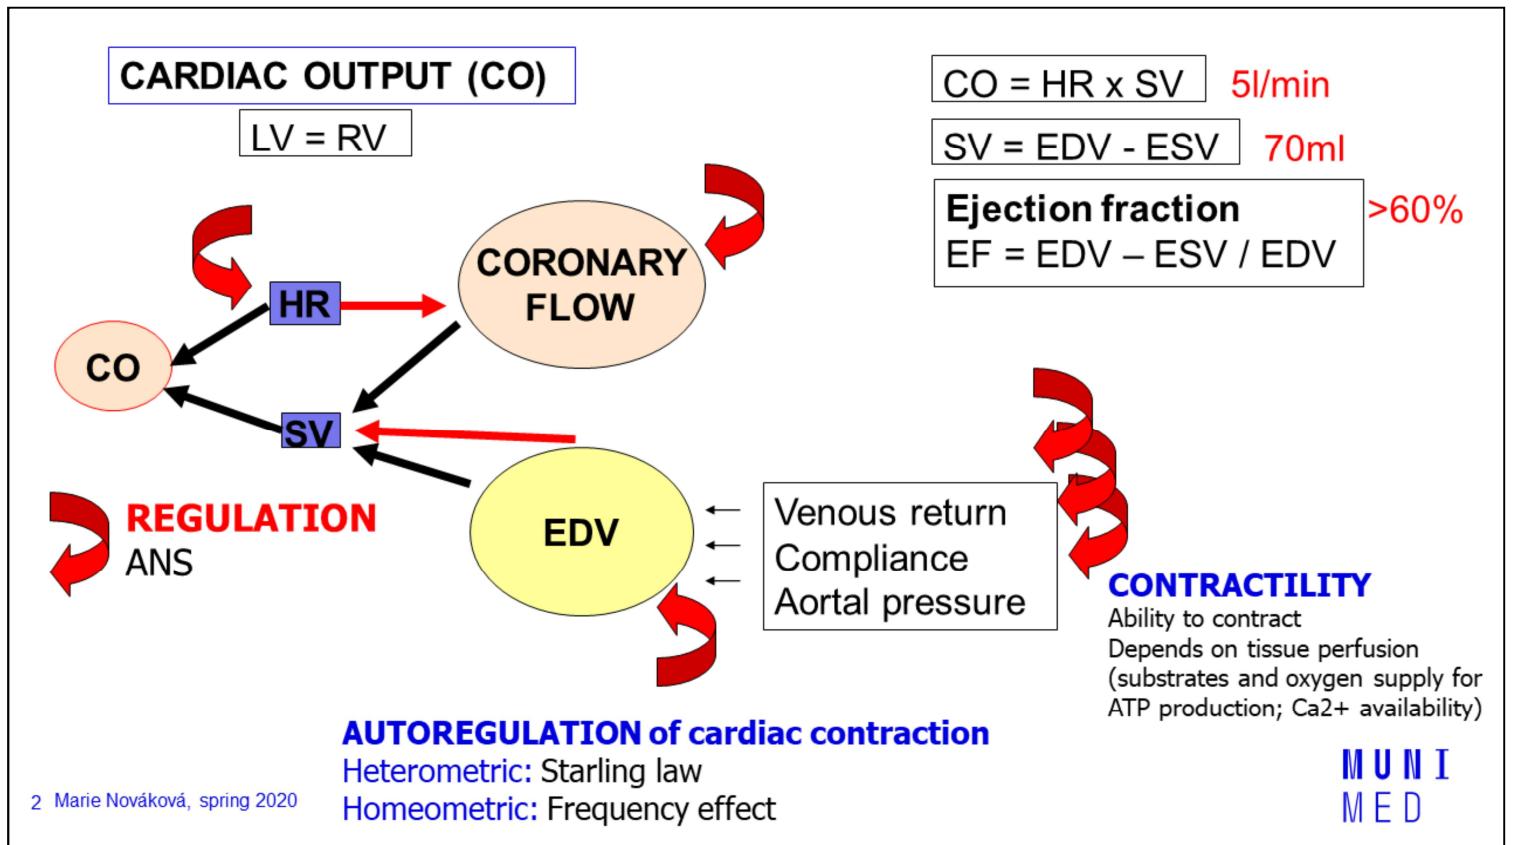 CARDIAC OUTPUT (CO)
LV = RV
CO = HR x SV 5l/min
SV = EDV - ESV 70ml
Ejection fraction >60%
EF = EDV – ESV / EDV
CORONARY
FLOW
HR
CO
SV
EDV
REGULATION
ANS
Venous return
Compliance
Aortal pressure
CONTRACTILITY
Ability to contract
Depends on tissue perfusion
(substrates and oxygen supply for
ATP production; Ca2+ availability)
AUTOREGULATION of cardiac contraction
Heterometric: Starling law
Homeometric: Frequency effect
2 Marie Nováková, spring 2020
MUNI
MED